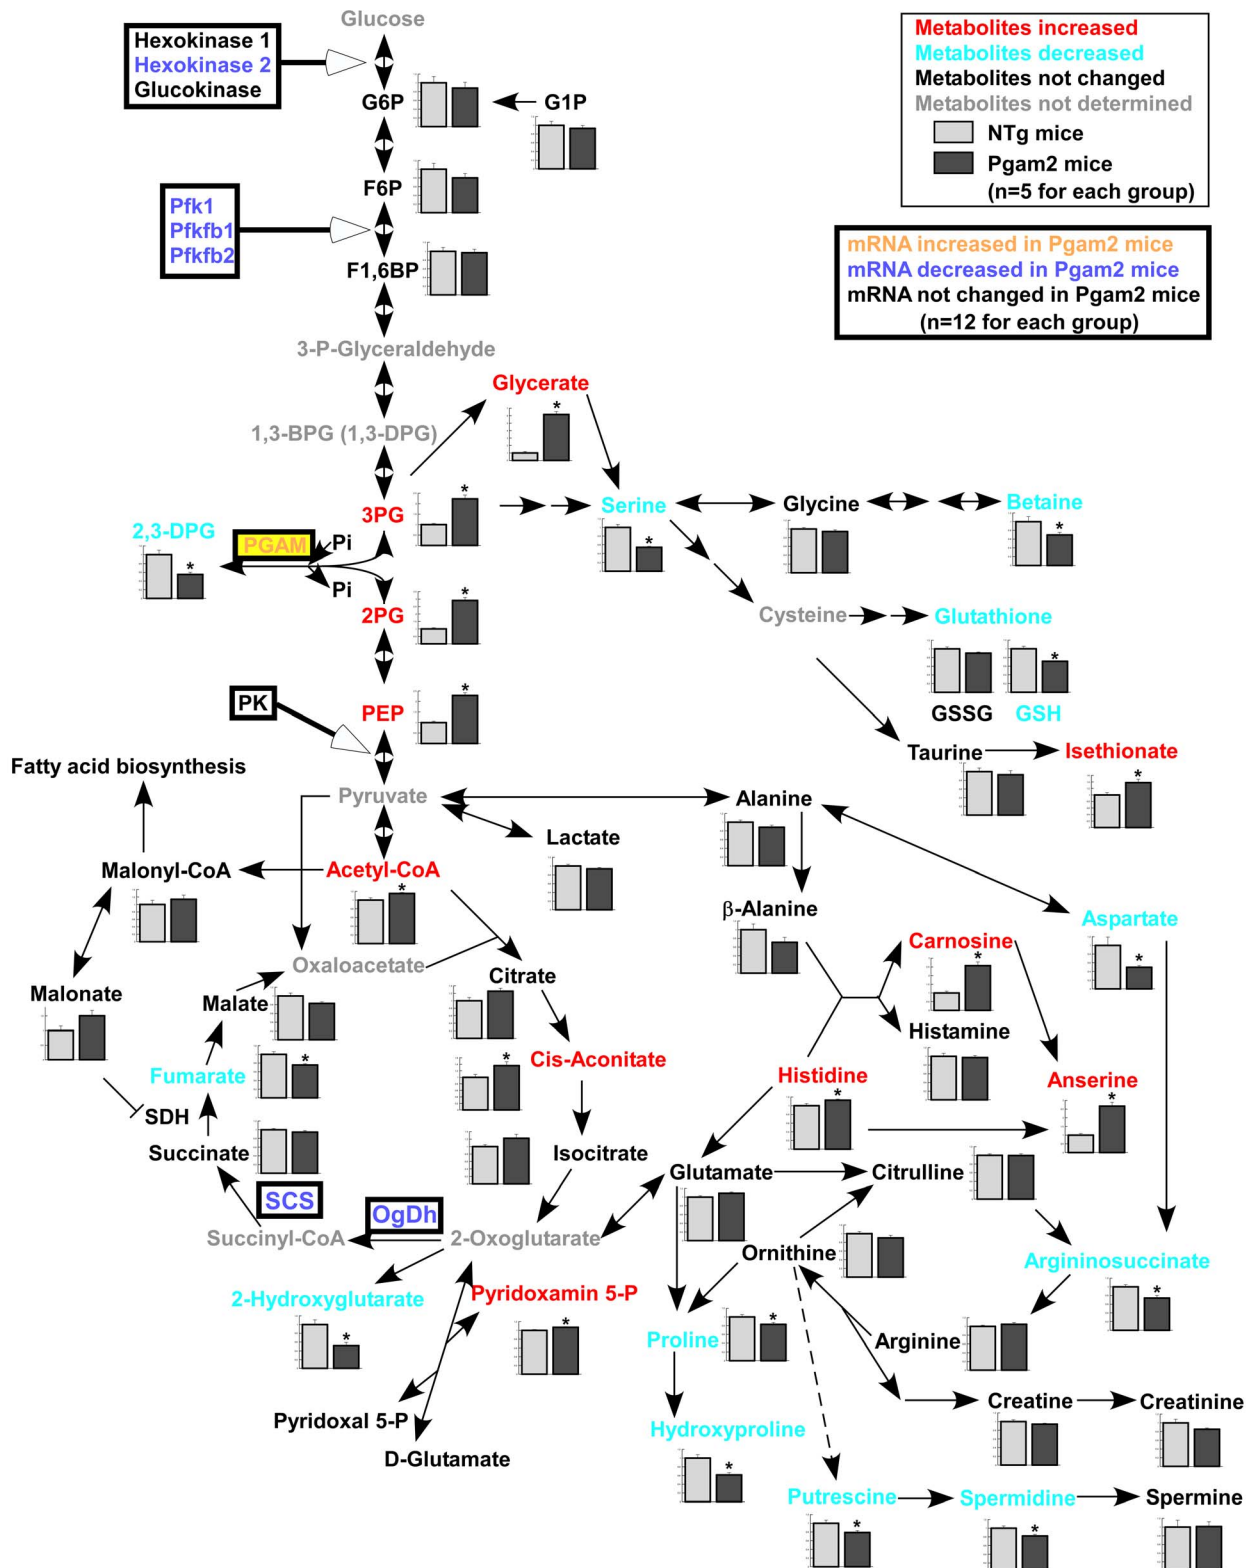 Glucose
Hexokinase 1
Hexokinase 2
Glucokinase
G6P
G1P
Metabolites increased
Metabolites decreased
Metabolites not changed
Metabolites not determined
NTg mice
Pgam2 mice
(n=5 for each group)
F6P
Pfk1
Pfkfb1
Pfkfb2
F1,6BP
mRNA increased in Pgam2 mice
mRNA decreased in Pgam2 mice
mRNA not changed in Pgam2 mice
(n=12 for each group)
3-P-Glyceraldehyde
Glycerate
*
1,3-BPG (1,3-DPG)
3PG
*
Serine
*
Glycine
Betaine
*
2,3-DPG
*
PGAM
Pi
Pi
2PG
*
Cysteine
Glutathione
*
GSSG
GSH
PK
PEP
*
Taurine
Isethionate
*
Fatty acid biosynthesis
Pyruvate
Alanine
Lactate
Malonyl-CoA
Acetyl-CoA
*
β-Alanine
Aspartate
*
Carnosine
*
Oxaloacetate
Citrate
Malonate
Malate
Histamine
Fumarate
*
Cis-Aconitate
*
Histidine
*
Anserine
*
SDH
Succinate
Isocitrate
Glutamate
Citrulline
SCS
OgDh
Succinyl-CoA
2-Oxoglutarate
Ornithine
Argininosuccinate
*
2-Hydroxyglutarate
*
Pyridoxamin 5-P
*
Proline
*
Arginine
Pyridoxal 5-P
Creatine
Creatinine
D-Glutamate
Hydroxyproline
*
Putrescine
*
Spermidine
*
Spermine